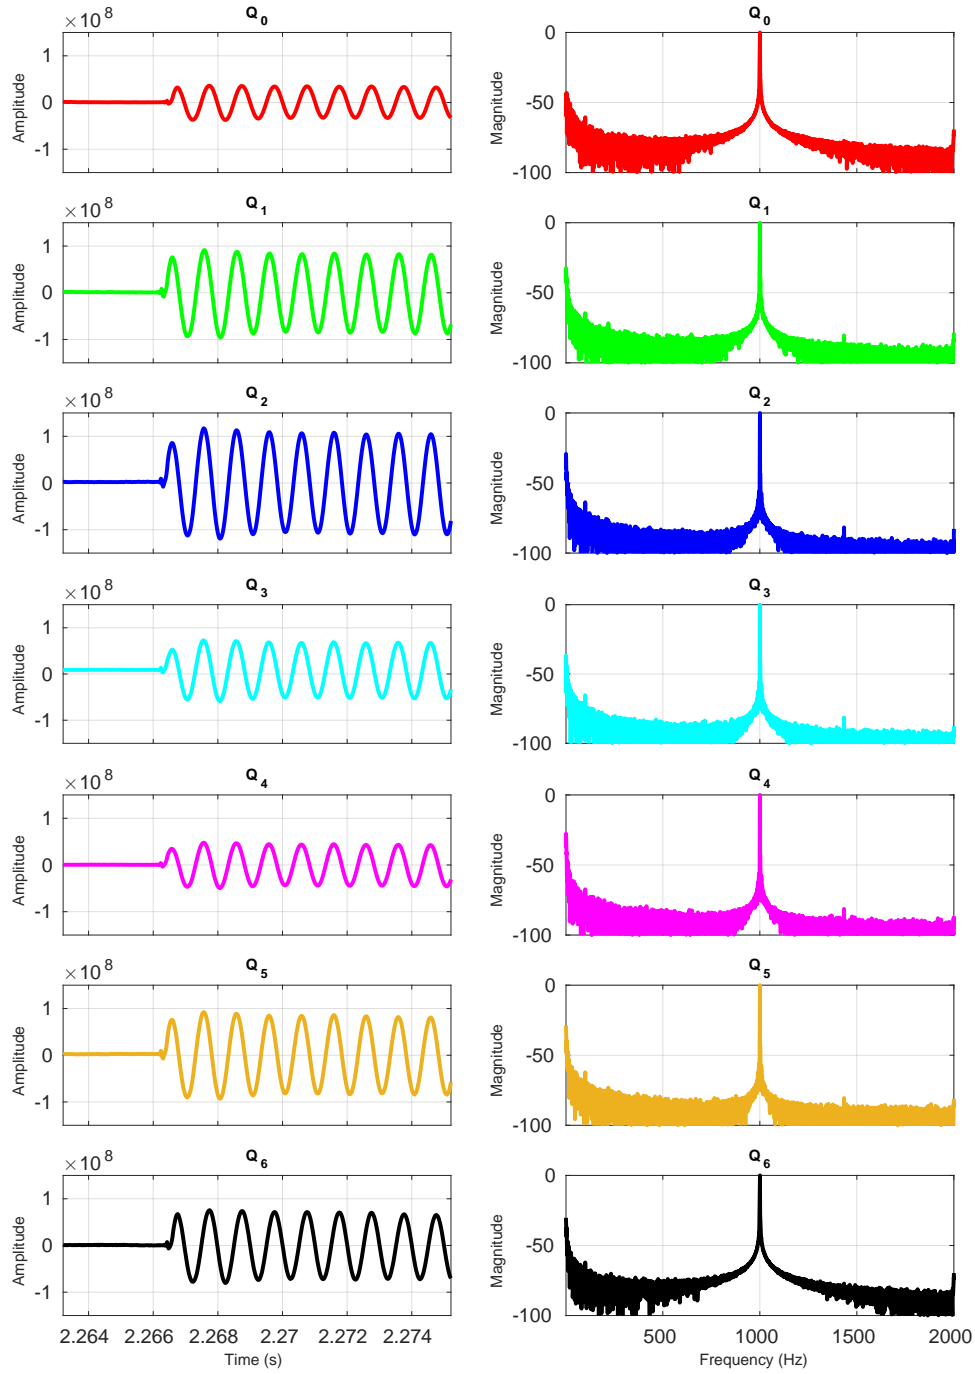 Q0
×10^8
1
0
-1
Amplitude
Q0
0
-50
-100
Magnitude
Q1
×10^8
1
0
-1
Amplitude
Q1
0
-50
-100
Magnitude
Q2
×10^8
1
0
-1
Amplitude
Q2
0
-50
-100
Magnitude
Q3
×10^8
1
0
-1
Amplitude
Q3
0
-50
-100
Magnitude
Q4
×10^8
1
0
-1
Amplitude
Q4
0
-50
-100
Magnitude
Q5
×10^8
1
0
-1
Amplitude
Q5
0
-50
-100
Magnitude
Q6
×10^8
1
0
-1
Amplitude
2.264 2.266 2.268 2.27 2.272 2.274
Time (s)
Q6
0
-50
-100
Magnitude
500 1000 1500 2000
Frequency (Hz)